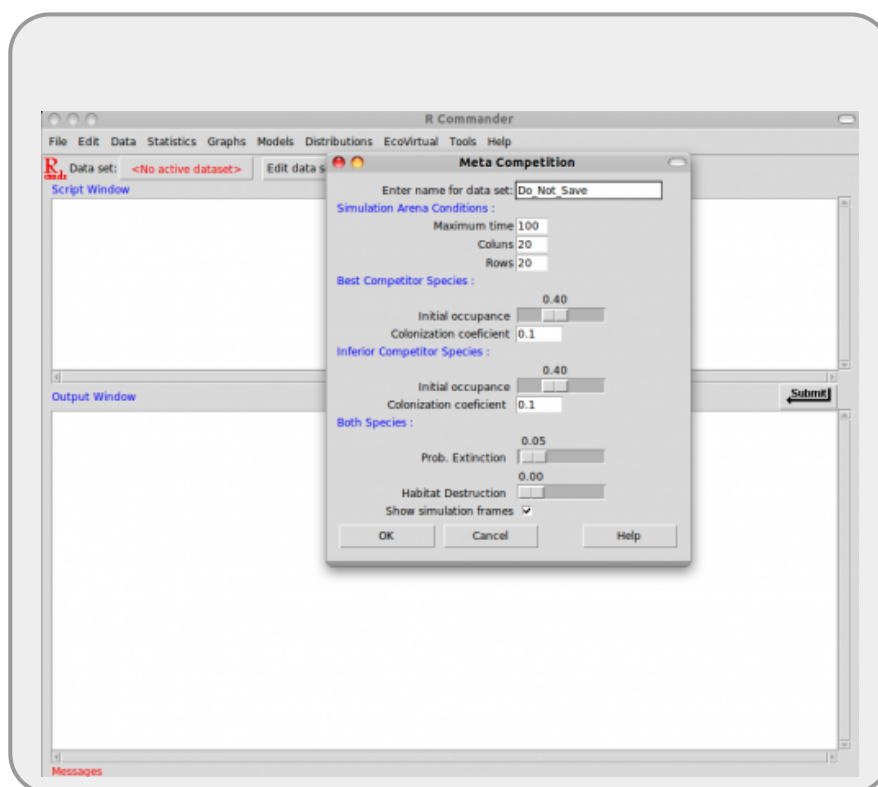 R Commander
File Edit Data Statistics Graphs Models Distributions EcoVirtual Tools Help
R Data set: <No active dataset> Edit data s
Script Window
Meta Competition
Enter name for data set: Do_Not_Save
Simulation Arena Conditions :
Maximum time 100
Coluns 20
Rows 20
Best Competitor Species :
0.40
Initial occupance
Colonization coeficient 0.1
Inferior Competitor Species :
0.40
Initial occupance
Colonization coeficient 0.1
Both Species :
0.05
Prob. Extinction
0.00
Habitat Destruction
Show simulation frames
OK Cancel Help
Output Window
Submit
Messages